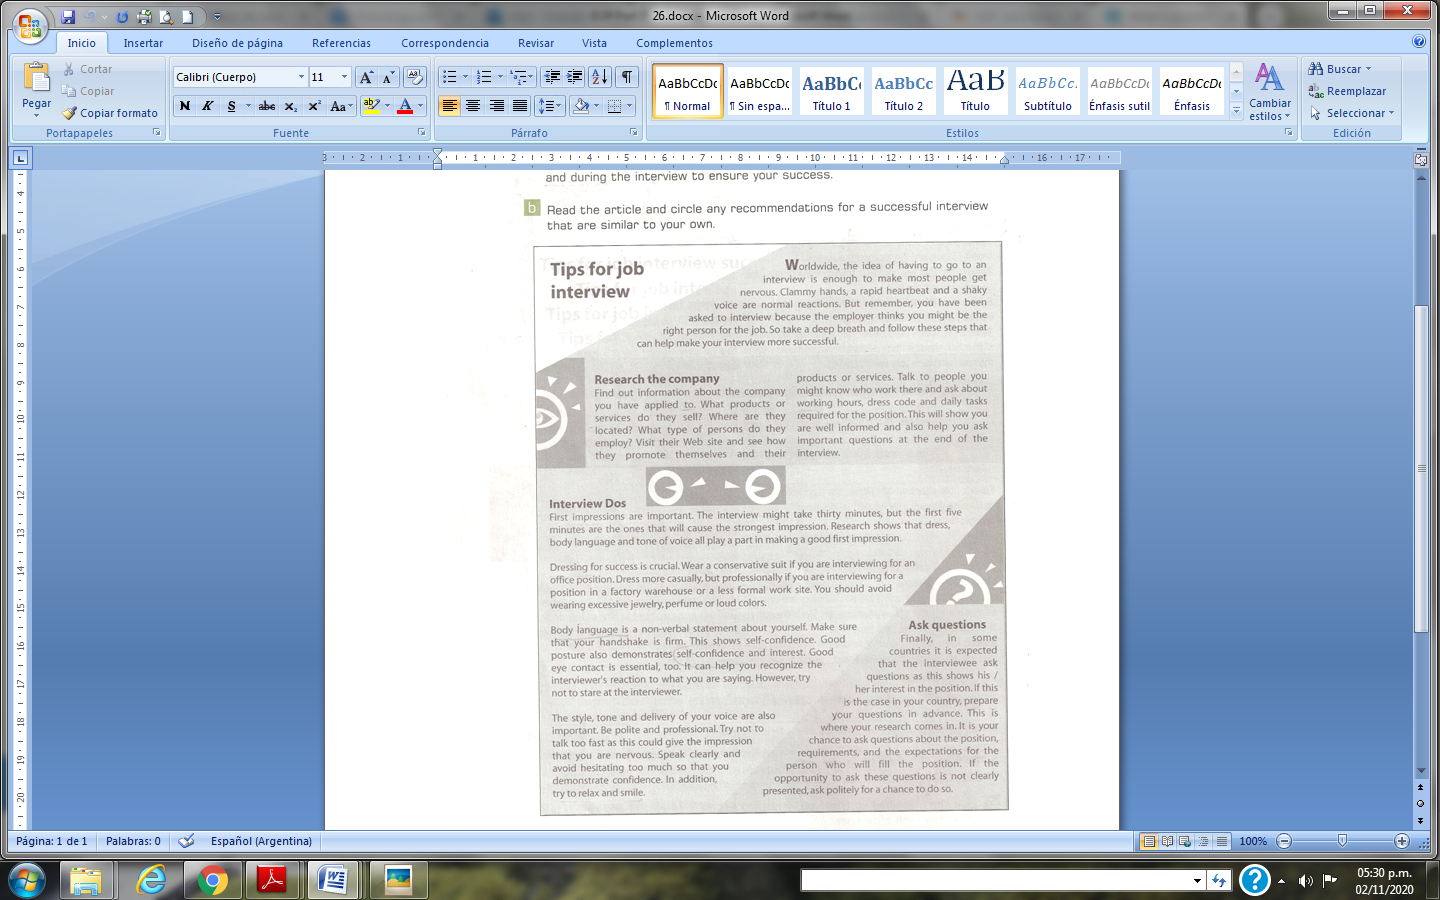 26.docx - Microsoft Word
Inicio Insertar Diseño de página Referencias Correspondencia Revisar Vista Complementos
Pegar
Cortar
Copiar
Copiar formato
Portapapeles
Calibri (Cuerpo) 11
Fuente
Párrafo
AaBbCcDc AaBbCcDc AaBbC AaBbCc AaB AaBbCc. AaBbCcDc AaBbCcDc
¶ Normal ¶ Sin espa... Título 1 Título 2 Título Subtítulo Énfasis sutil Énfasis
Cambiar
estilos
Estilos
Buscar
Reemplazar
Seleccionar
Edición
and during the interview to ensure your success.
b Read the article and circle any recommendations for a successful interview
that are similar to your own.
Tips for job
interview
Worldwide, the idea of having to go to an
interview is enough to make most people get
nervous. Clammy hands, a rapid heartbeat and a shaky
voice are normal reactions. But remember, you have been
asked to interview because the employer thinks you might be the
right person for the job. So take a deep breath and follow these steps that
can help make your interview more successful.
Research the company
Find out information about the company
you have applied to. What products or
services do they sell? Where are they
located? What type of persons do they
employ? Visit their Web site and see how
they promote themselves and their
products or services. Talk to people you
might know who work there and ask about
working hours, dress code and daily tasks
required for the position. This will show you
are well informed and also help you ask
important questions at the end of the
interview.
Interview Dos
First impressions are important. The interview might take thirty minutes, but the first five
minutes are the ones that will cause the strongest impression. Research shows that dress,
body language and tone of voice all play a part in making a good first impression.
Dressing for success is crucial. Wear a conservative suit if you are interviewing for an
office position. Dress more casually, but professionally if you are interviewing for a
position in a factory warehouse or a less formal work site. You should avoid
wearing excessive jewelry, perfume or loud colors.
Body language is a non-verbal statement about yourself. Make sure
that your handshake is firm. This shows self-confidence. Good
posture also demonstrates self-confidence and interest. Good
eye contact is essential, too. It can help you recognize the
interviewer's reaction to what you are saying. However, try
not to stare at the interviewer.
The style, tone and delivery of your voice are also
important. Be polite and professional. Try not to
talk too fast as this could give the impression
that you are nervous. Speak clearly and
avoid hesitating too much so that you
demonstrate confidence. In addition,
try to relax and smile.
Ask questions
Finally, in some
countries it is expected
that the interviewee ask
questions as this shows his /
her interest in the position. If this
is the case in your country, prepare
your questions in advance. This is
where your research comes in. It is your
chance to ask questions about the position,
requirements, and the expectations for the
person who will fill the position. If the
opportunity to ask these questions is not clearly
presented, ask politely for a chance to do so.
Página: 1 de 1 Palabras: 0 Español (Argentina) 100%
05:30 p.m.
02/11/2020